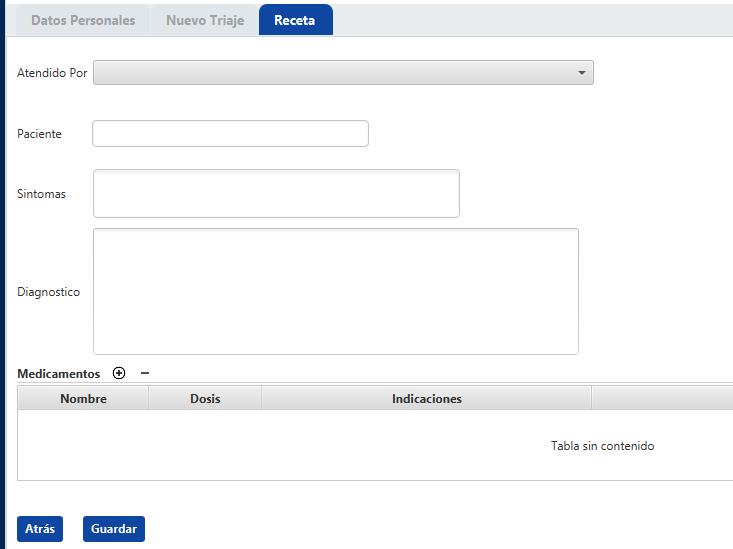 Datos Personales Nuevo Triaje Receta
Atendido Por
Paciente
Sintomas
Diagnostico
Medicamentos
Nombre Dosis Indicaciones
Tabla sin contenido
Atrás Guardar